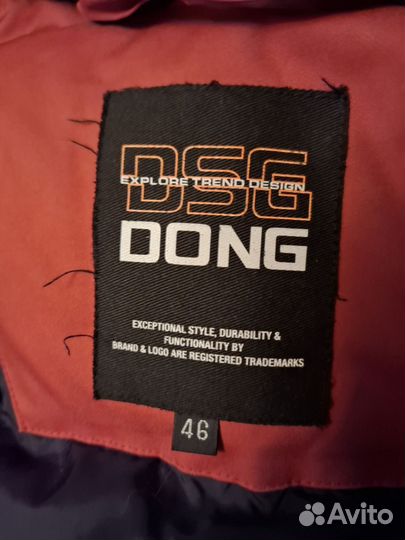 DSG
EXPLORE TREND DESIGN
DONG
EXCEPTIONAL STYLE, DURABILITY &
FUNCTIONALITY BY
BRAND & LOGO ARE REGISTERED TRADEMARKS
46
Avito